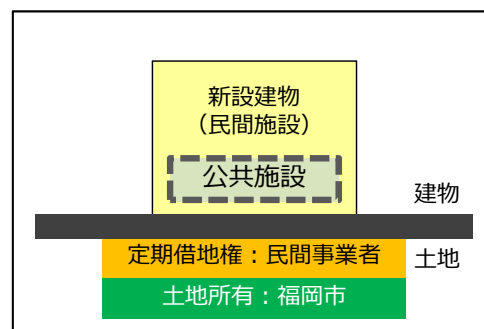 新設建物
（民間施設）
公共施設
建物
定期借地権：民間事業者
土地
土地所有：福岡市